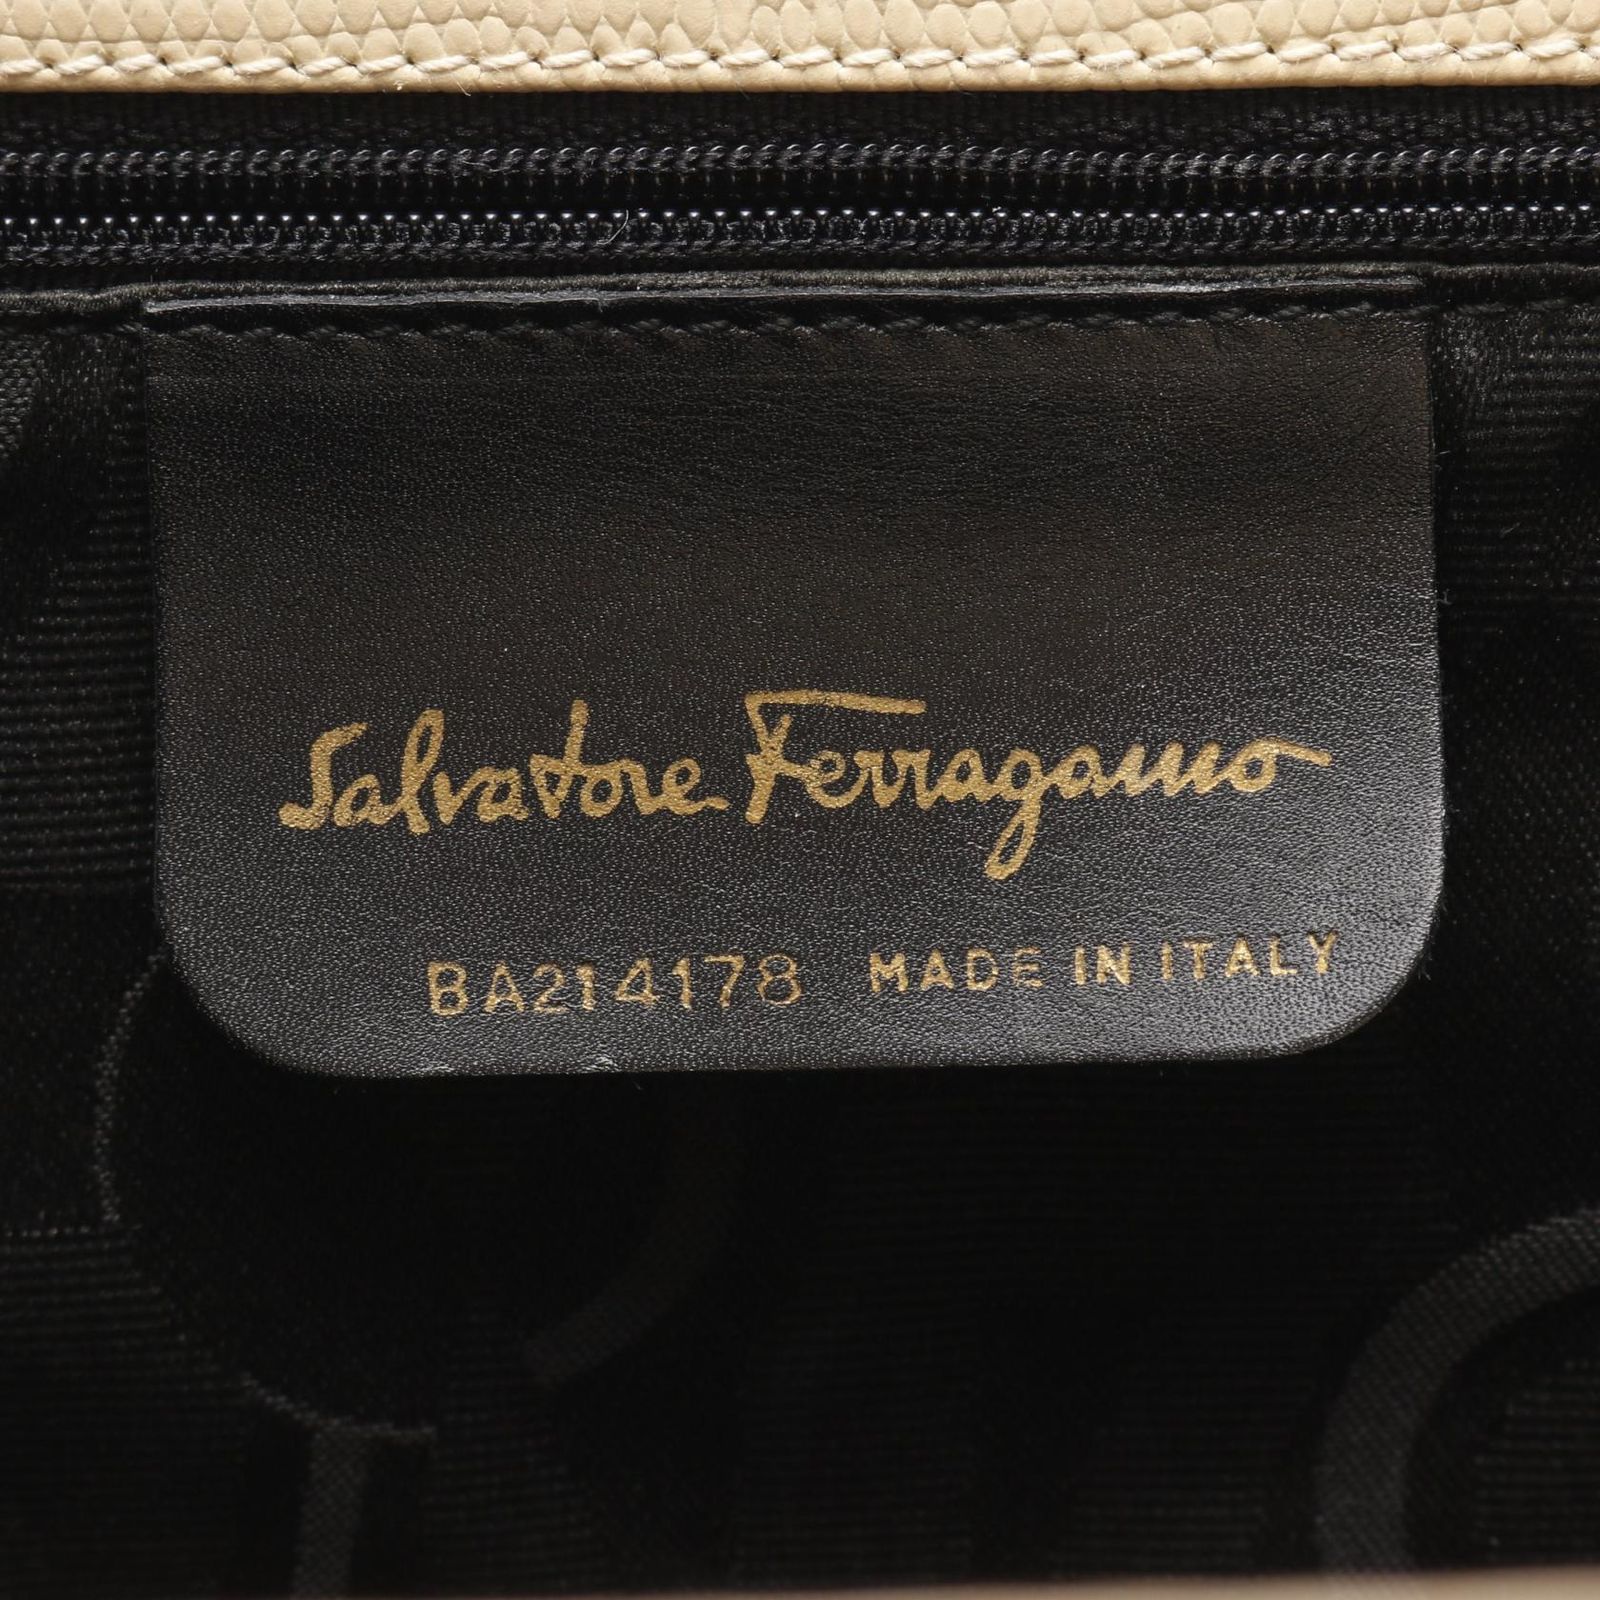 Salvatore Ferragamo
BA214178 MADE IN ITALY